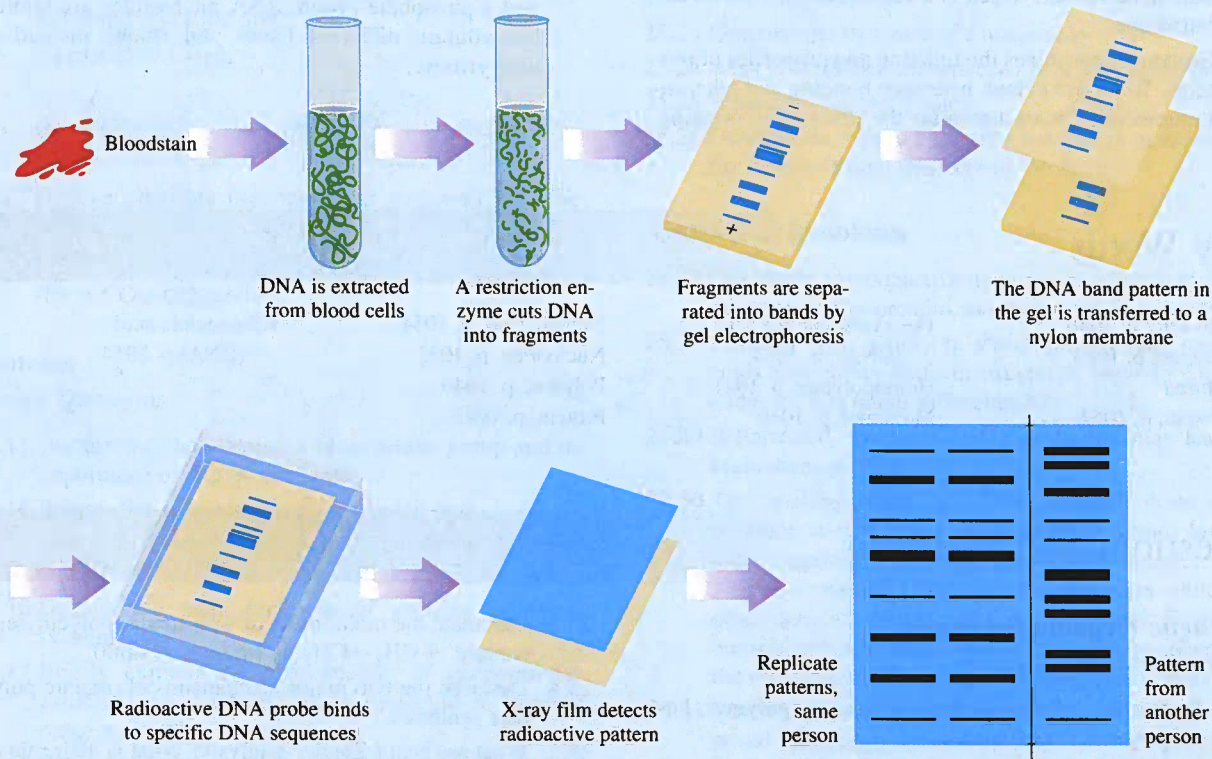 Bloodstain
DNA is extracted
from blood cells
A restriction en-
zyme cuts DNA
into fragments
Fragments are sepa-
rated into bands by
gel electrophoresis
The DNA band pattern in
the gel is transferred to a
nylon membrane
+
Radioactive DNA probe binds
to specific DNA sequences
X-ray film detects
radioactive pattern
Replicate
patterns,
same
person
Pattern
from
another
person